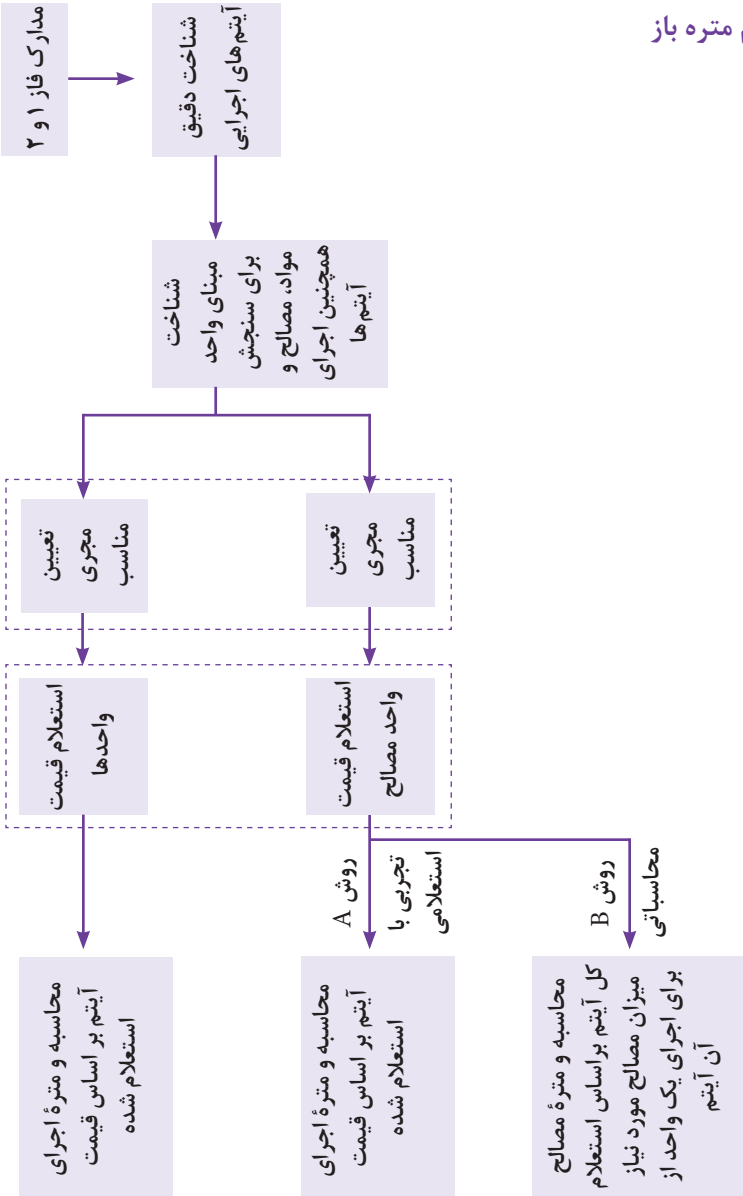 متره باز
مدارک فاز ۱ و ۲
شناخت دقیق
آیتم‌های اجرایی
شناخت
مبنای واحد
برای سنجش
مواد، مصالح و
همچنین اجرای
آیتم‌ها
تعیین
مجری
مناسب
تعیین
مجری
مناسب
استعلام قیمت
واحدها
استعلام قیمت
واحد مصالح
روش A
تجربی یا
استعلامی
روش B
محاسباتی
محاسبه و مترهٔ اجرای
آیتم بر اساس قیمت
استعلام شده
محاسبه و مترهٔ اجرای
آیتم بر اساس قیمت
استعلام شده
محاسبه و مترهٔ مصالح
کل آیتم براساس استعلام
میزان مصالح مورد نیاز
برای اجرای یک واحد از
آن آیتم